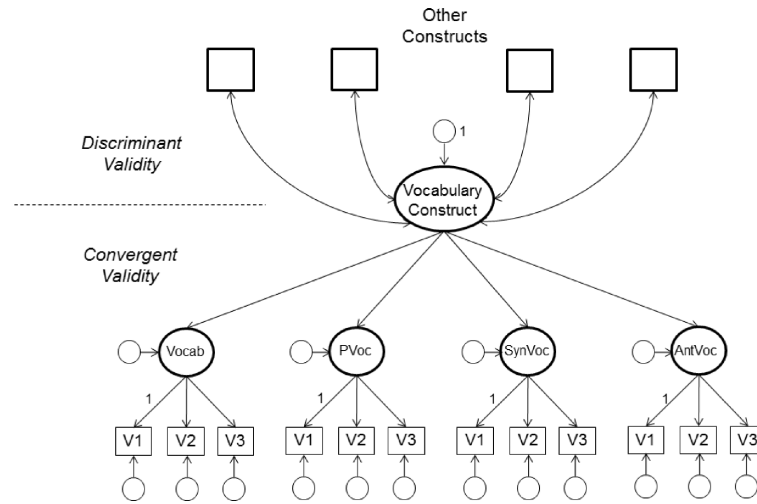 Other
Constructs
1
Discriminant
Validity
Vocabulary
Construct
Convergent
Validity
Vocab
PVoc
SynVoc
AntVoc
1
1
1
1
V1 V2 V3
V1 V2 V3
V1 V2 V3
V1 V2 V3